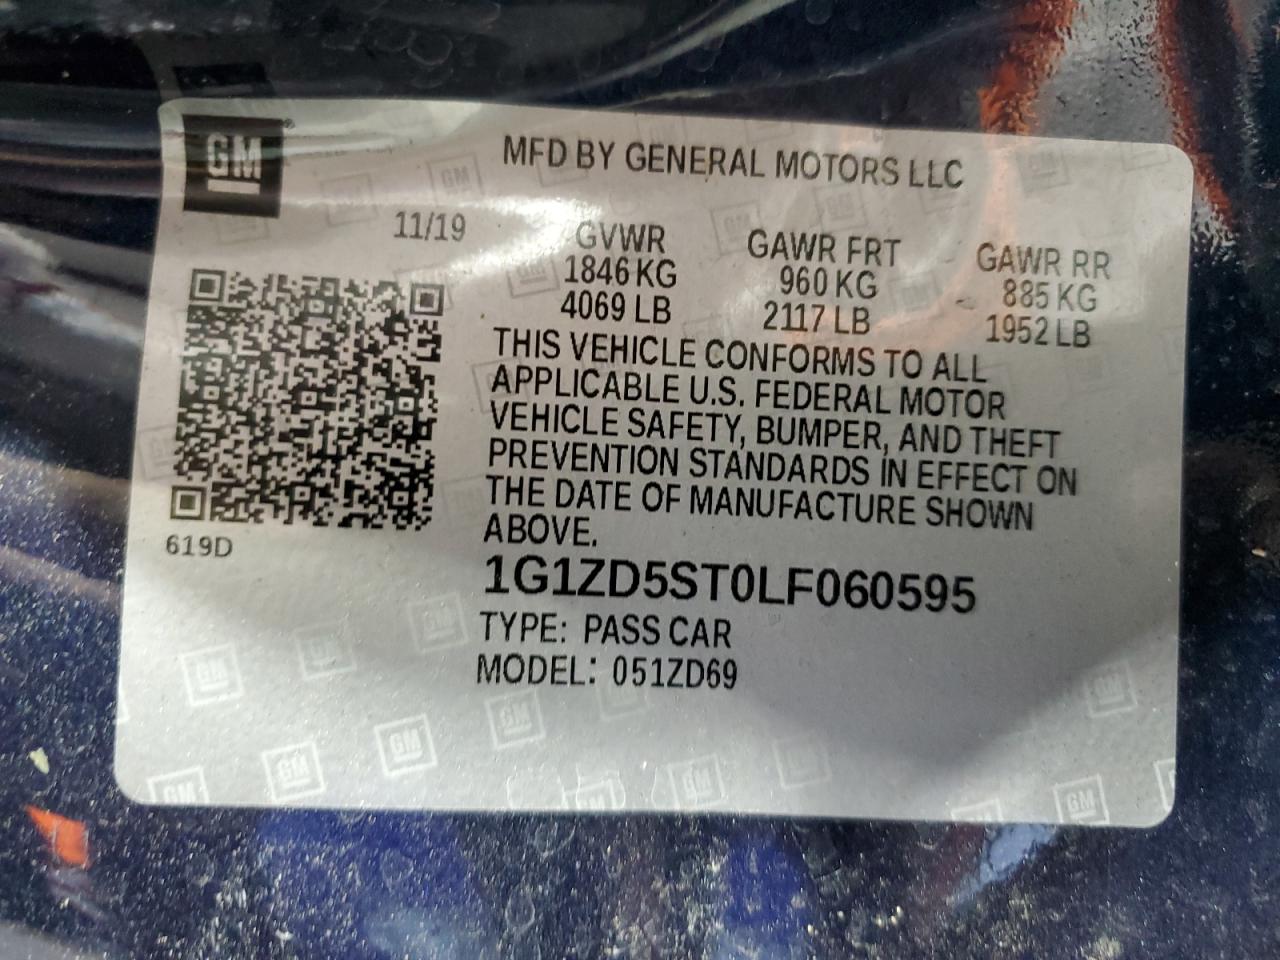 GM®
MFD BY GENERAL MOTORS LLC
11/19
GVWR GAWR FRT GAWR RR
1846 KG 960 KG 885 KG
4069 LB 2117 LB 1952 LB
THIS VEHICLE CONFORMS TO ALL
APPLICABLE U.S. FEDERAL MOTOR
VEHICLE SAFETY, BUMPER, AND THEFT
PREVENTION STANDARDS IN EFFECT ON
THE DATE OF MANUFACTURE SHOWN
ABOVE.
619D
1G1ZD5ST0LF060595
TYPE: PASS CAR
MODEL: 051ZD69